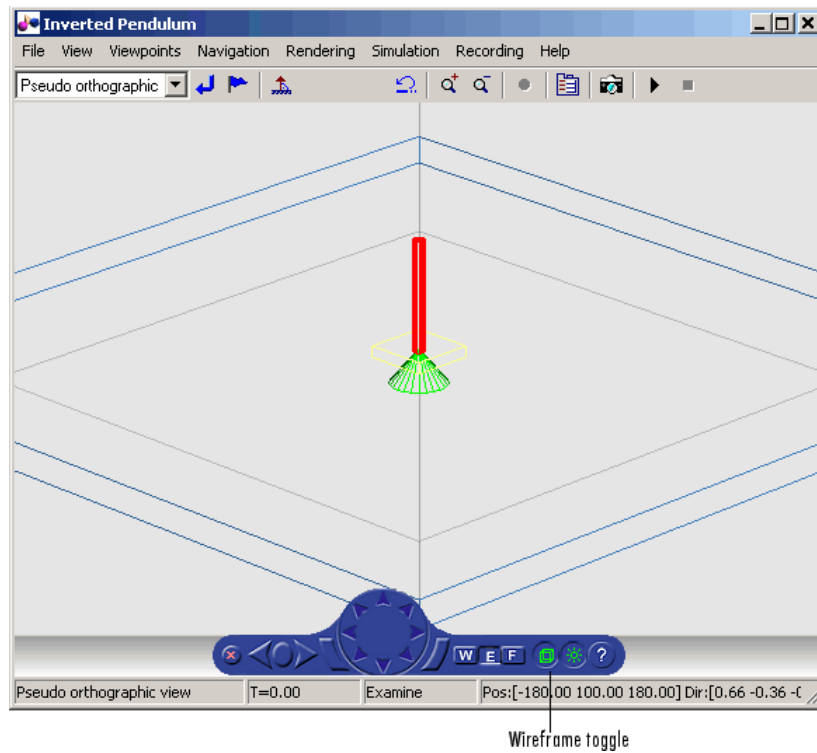 Inverted Pendulum
File View Viewpoints Navigation Rendering Simulation Recording Help
Pseudo orthographic
W E F ?
Pseudo orthographic view T=0.00 Examine Pos:[-180.00 100.00 180.00] Dir:[0.66 -0.36 -(
Wireframe toggle